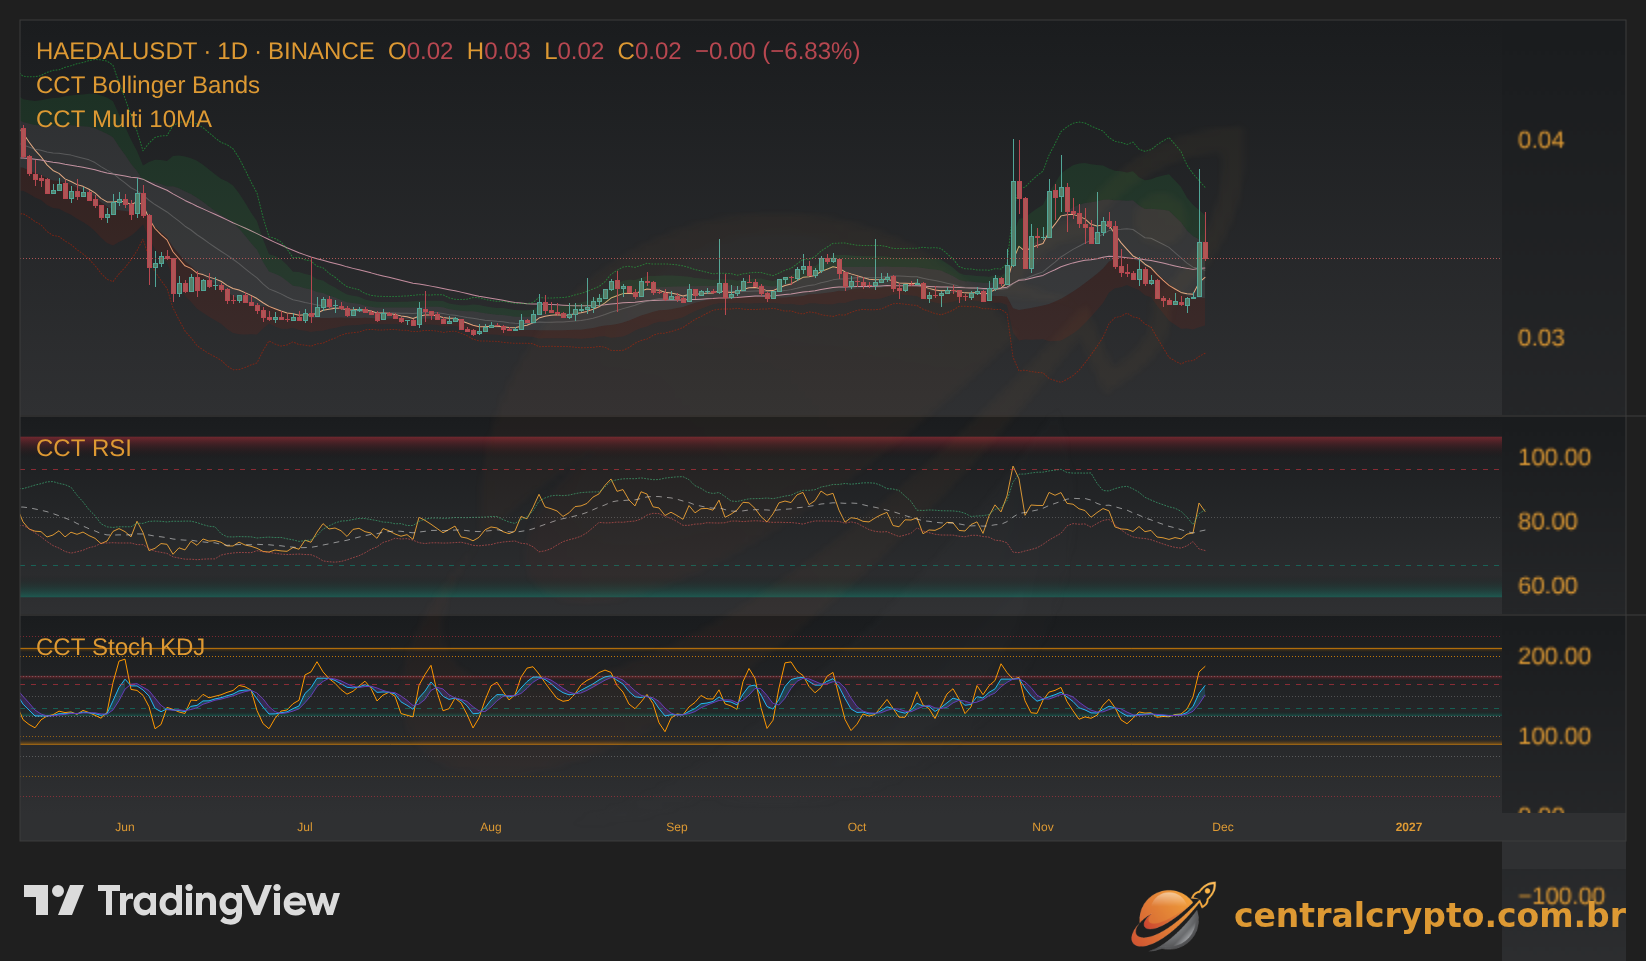 HAEDALUSDT · 1D · BINANCE O0.02 H0.03 L0.02 C0.02 −0.00 (−6.83%)
CCT Bollinger Bands
CCT Multi 10MA
0.04
0.03
CCT RSI
100.00
80.00
60.00
CCT Stoch KDJ
200.00
100.00
0.00
Jun Jul Aug Sep Oct Nov Dec 2027
−100.00
TradingView
centralcrypto.com.br